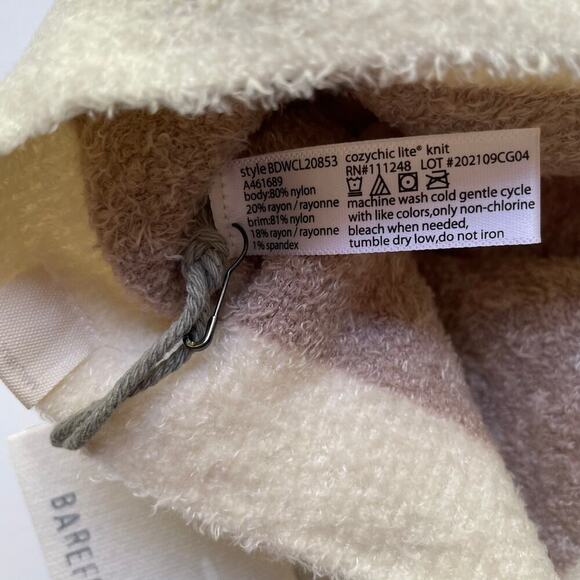 style BDWCL20853
A461689
body:80% nylon
20% rayon/rayonne
brim:81% nylon
18% rayon/rayonne
1% spandex
cozychic lite® knit
RN#111248 LOT #202109CG04
machine wash cold gentle cycle
with like colors,only non-chlorine
bleach when needed,
tumble dry low,do not iron
BAREF